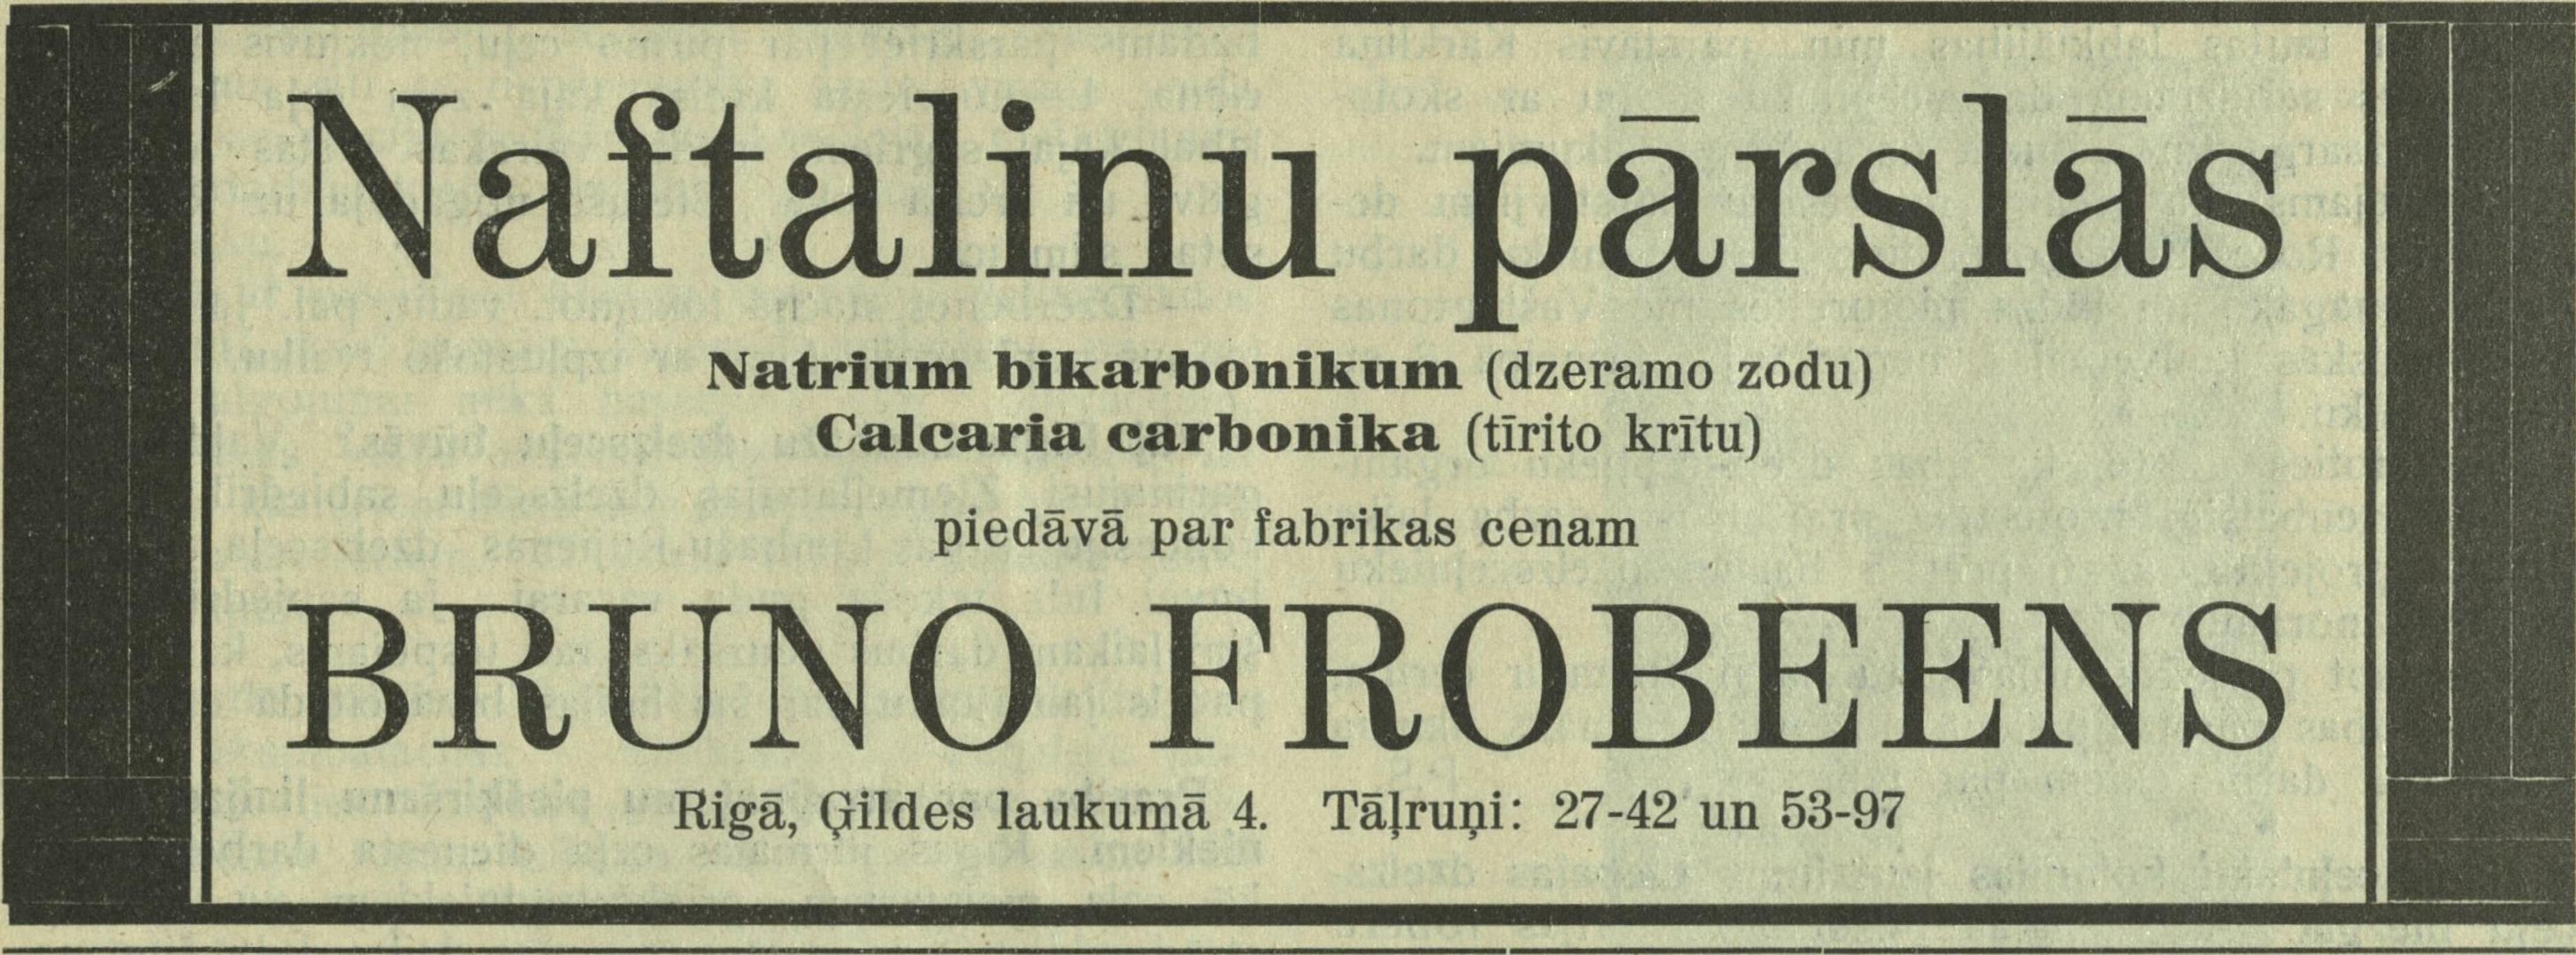 Naftalinu pārslās
Natrium bikarbonikum (dzeramo zodu)
Calcaria carbonika (tīrito krītu)
piedāvā par fabrikas cenam
BRUNO FROBEENS
Rigā, Ģildes laukumā 4. Tāļruņi: 27-42 un 53-97